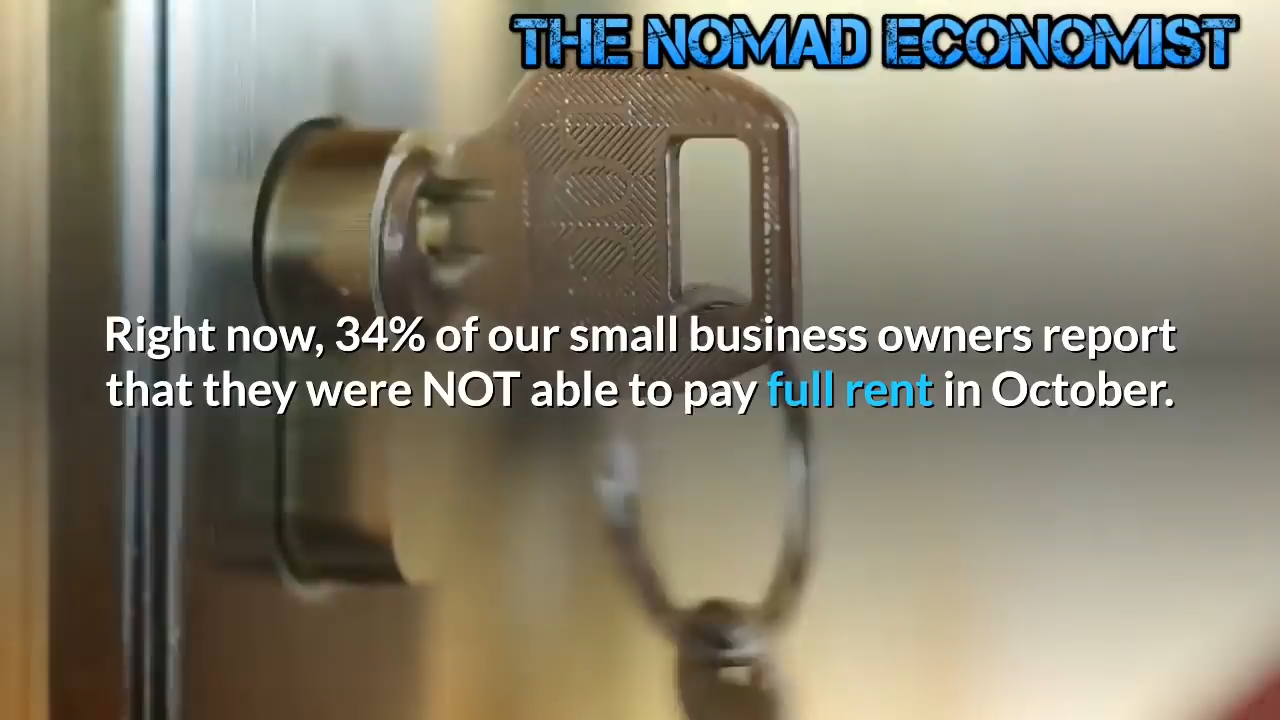 THE NOMAD ECONOMIST
Right now, 34% of our small business owners report
that they were NOT able to pay full rent in October.